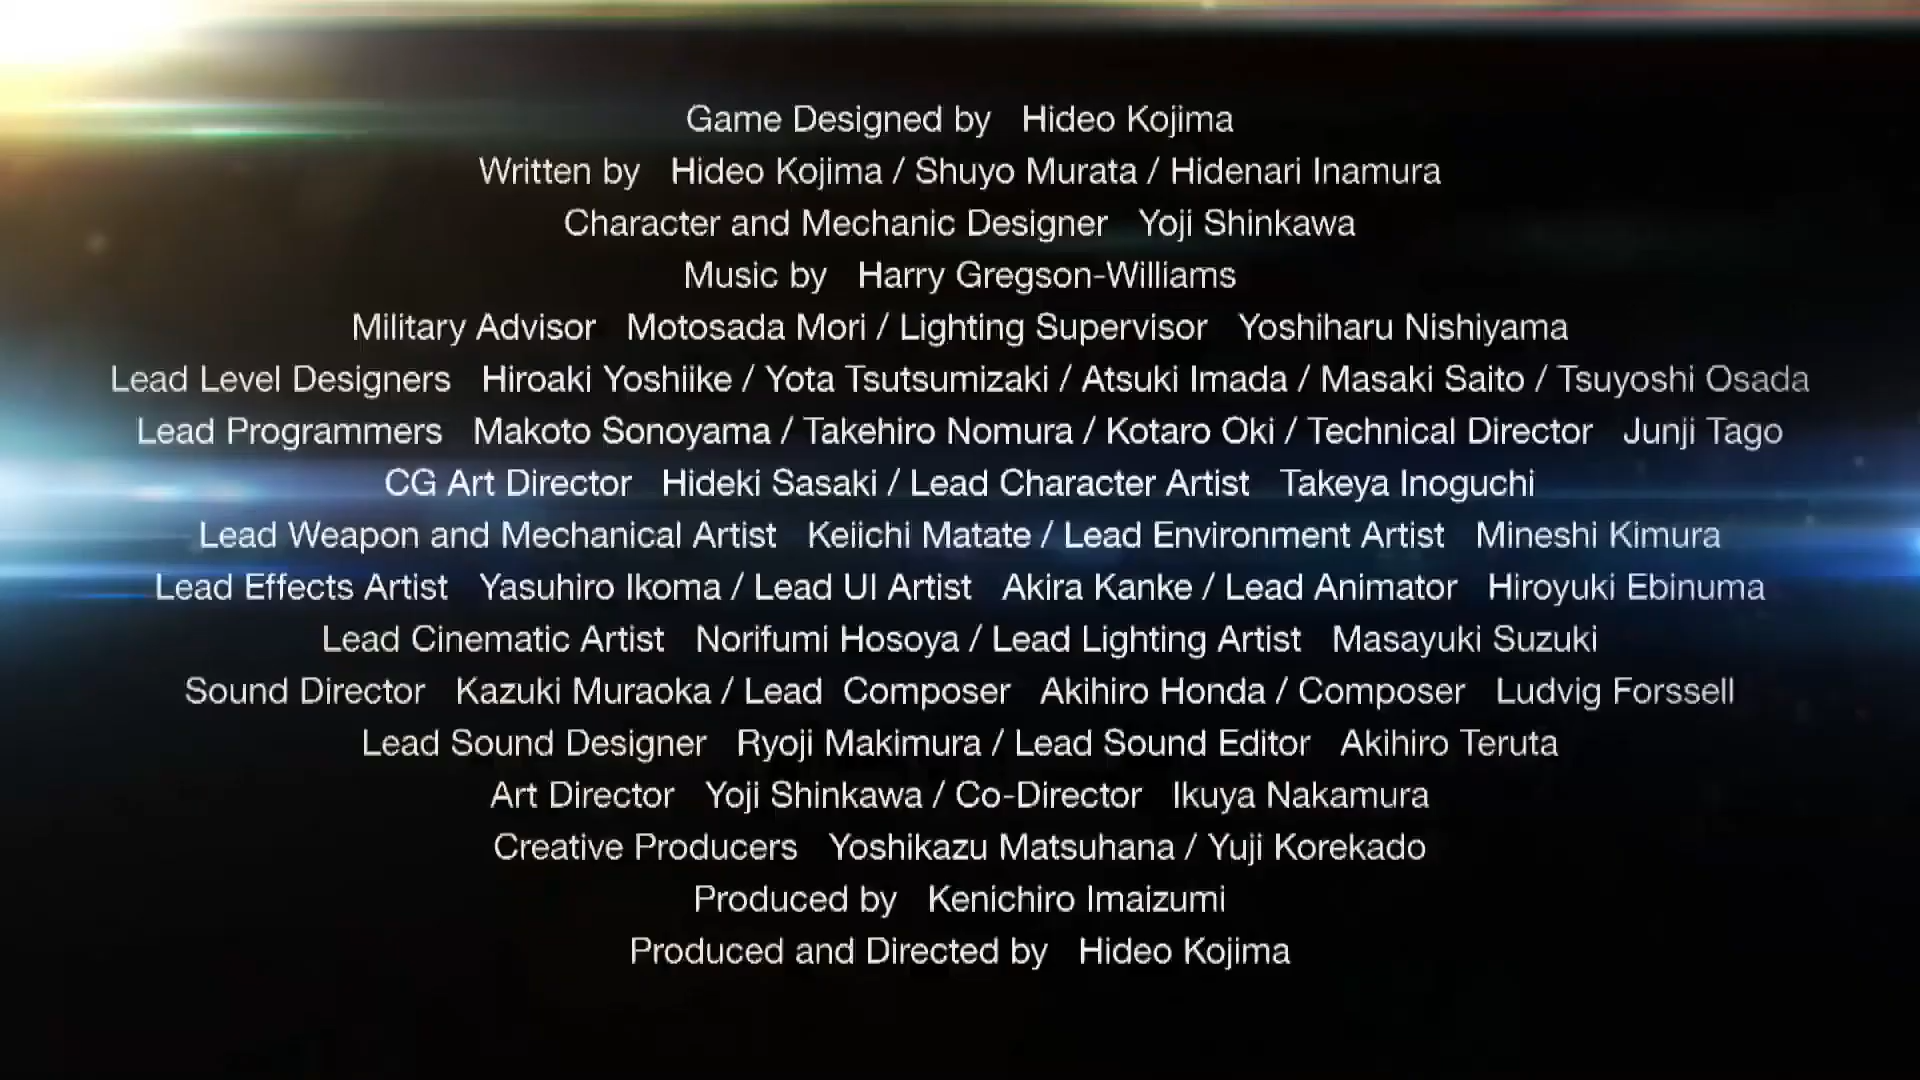 Game Designed by Hideo Kojima
Written by Hideo Kojima / Shuyo Murata / Hidenari Inamura
Character and Mechanic Designer Yoji Shinkawa
Music by Harry Gregson-Williams
Military Advisor Motosada Mori / Lighting Supervisor Yoshiharu Nishiyama
Lead Level Designers Hiroaki Yoshiike / Yota Tsutsumizaki / Atsuki Imada / Masaki Saito / Tsuyoshi Osada
Lead Programmers Makoto Sonoyama / Takehiro Nomura / Kotaro Oki / Technical Director Junji Tago
CG Art Director Hideki Sasaki / Lead Character Artist Takeya Inoguchi
Lead Weapon and Mechanical Artist Keiichi Matate / Lead Environment Artist Mineshi Kimura
Lead Effects Artist Yasuhiro Ikoma / Lead UI Artist Akira Kanke / Lead Animator Hiroyuki Ebinuma
Lead Cinematic Artist Norifumi Hosoya / Lead Lighting Artist Masayuki Suzuki
Sound Director Kazuki Muraoka / Lead Composer Akihiro Honda / Composer Ludvig Forssell
Lead Sound Designer Ryoji Makimura / Lead Sound Editor Akihiro Teruta
Art Director Yoji Shinkawa / Co-Director Ikuya Nakamura
Creative Producers Yoshikazu Matsuhana / Yuji Korekado
Produced by Kenichiro Imaizumi
Produced and Directed by Hideo Kojima